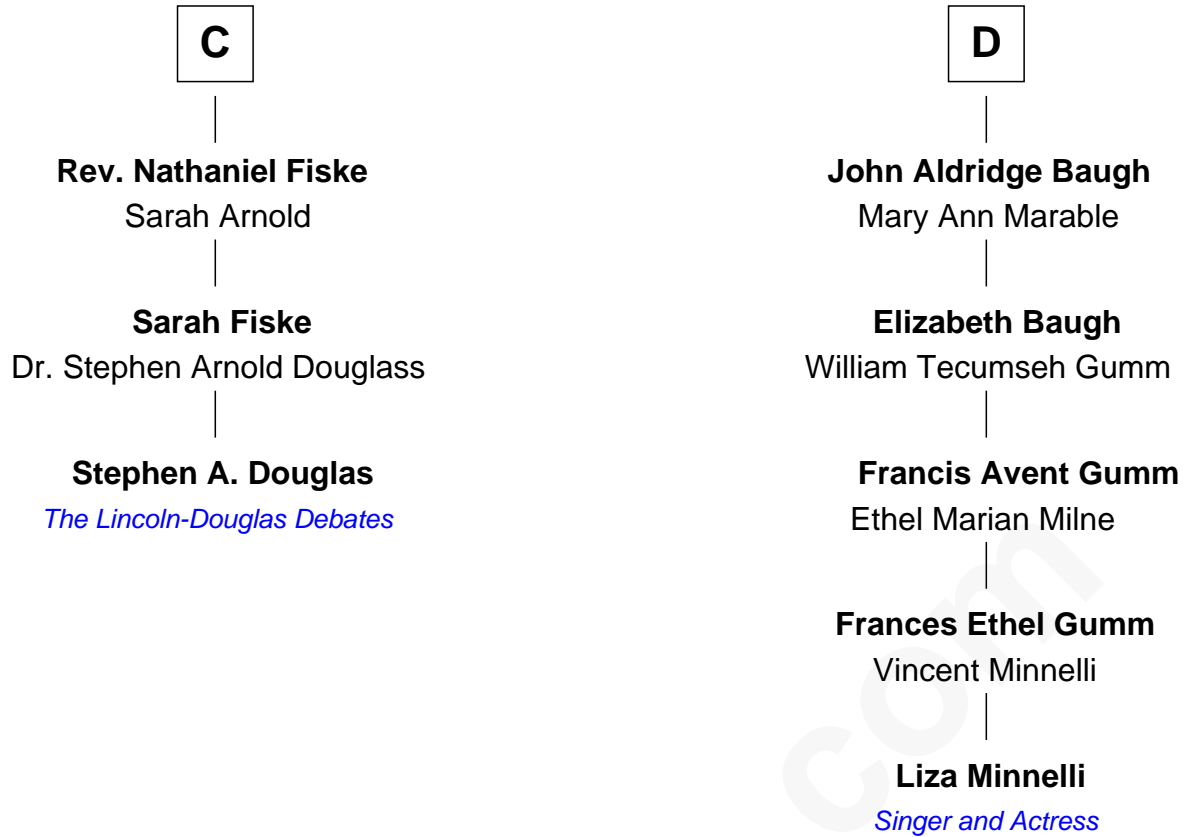 C
Rev. Nathaniel Fiske
Sarah Arnold
Sarah Fiske
Dr. Stephen Arnold Douglass
Stephen A. Douglas
The Lincoln-Douglas Debates
D
John Aldridge Baugh
Mary Ann Marable
Elizabeth Baugh
William Tecumseh Gumm
Francis Avent Gumm
Ethel Marian Milne
Frances Ethel Gumm
Vincent Minnelli
Liza Minnelli
Singer and Actress
com